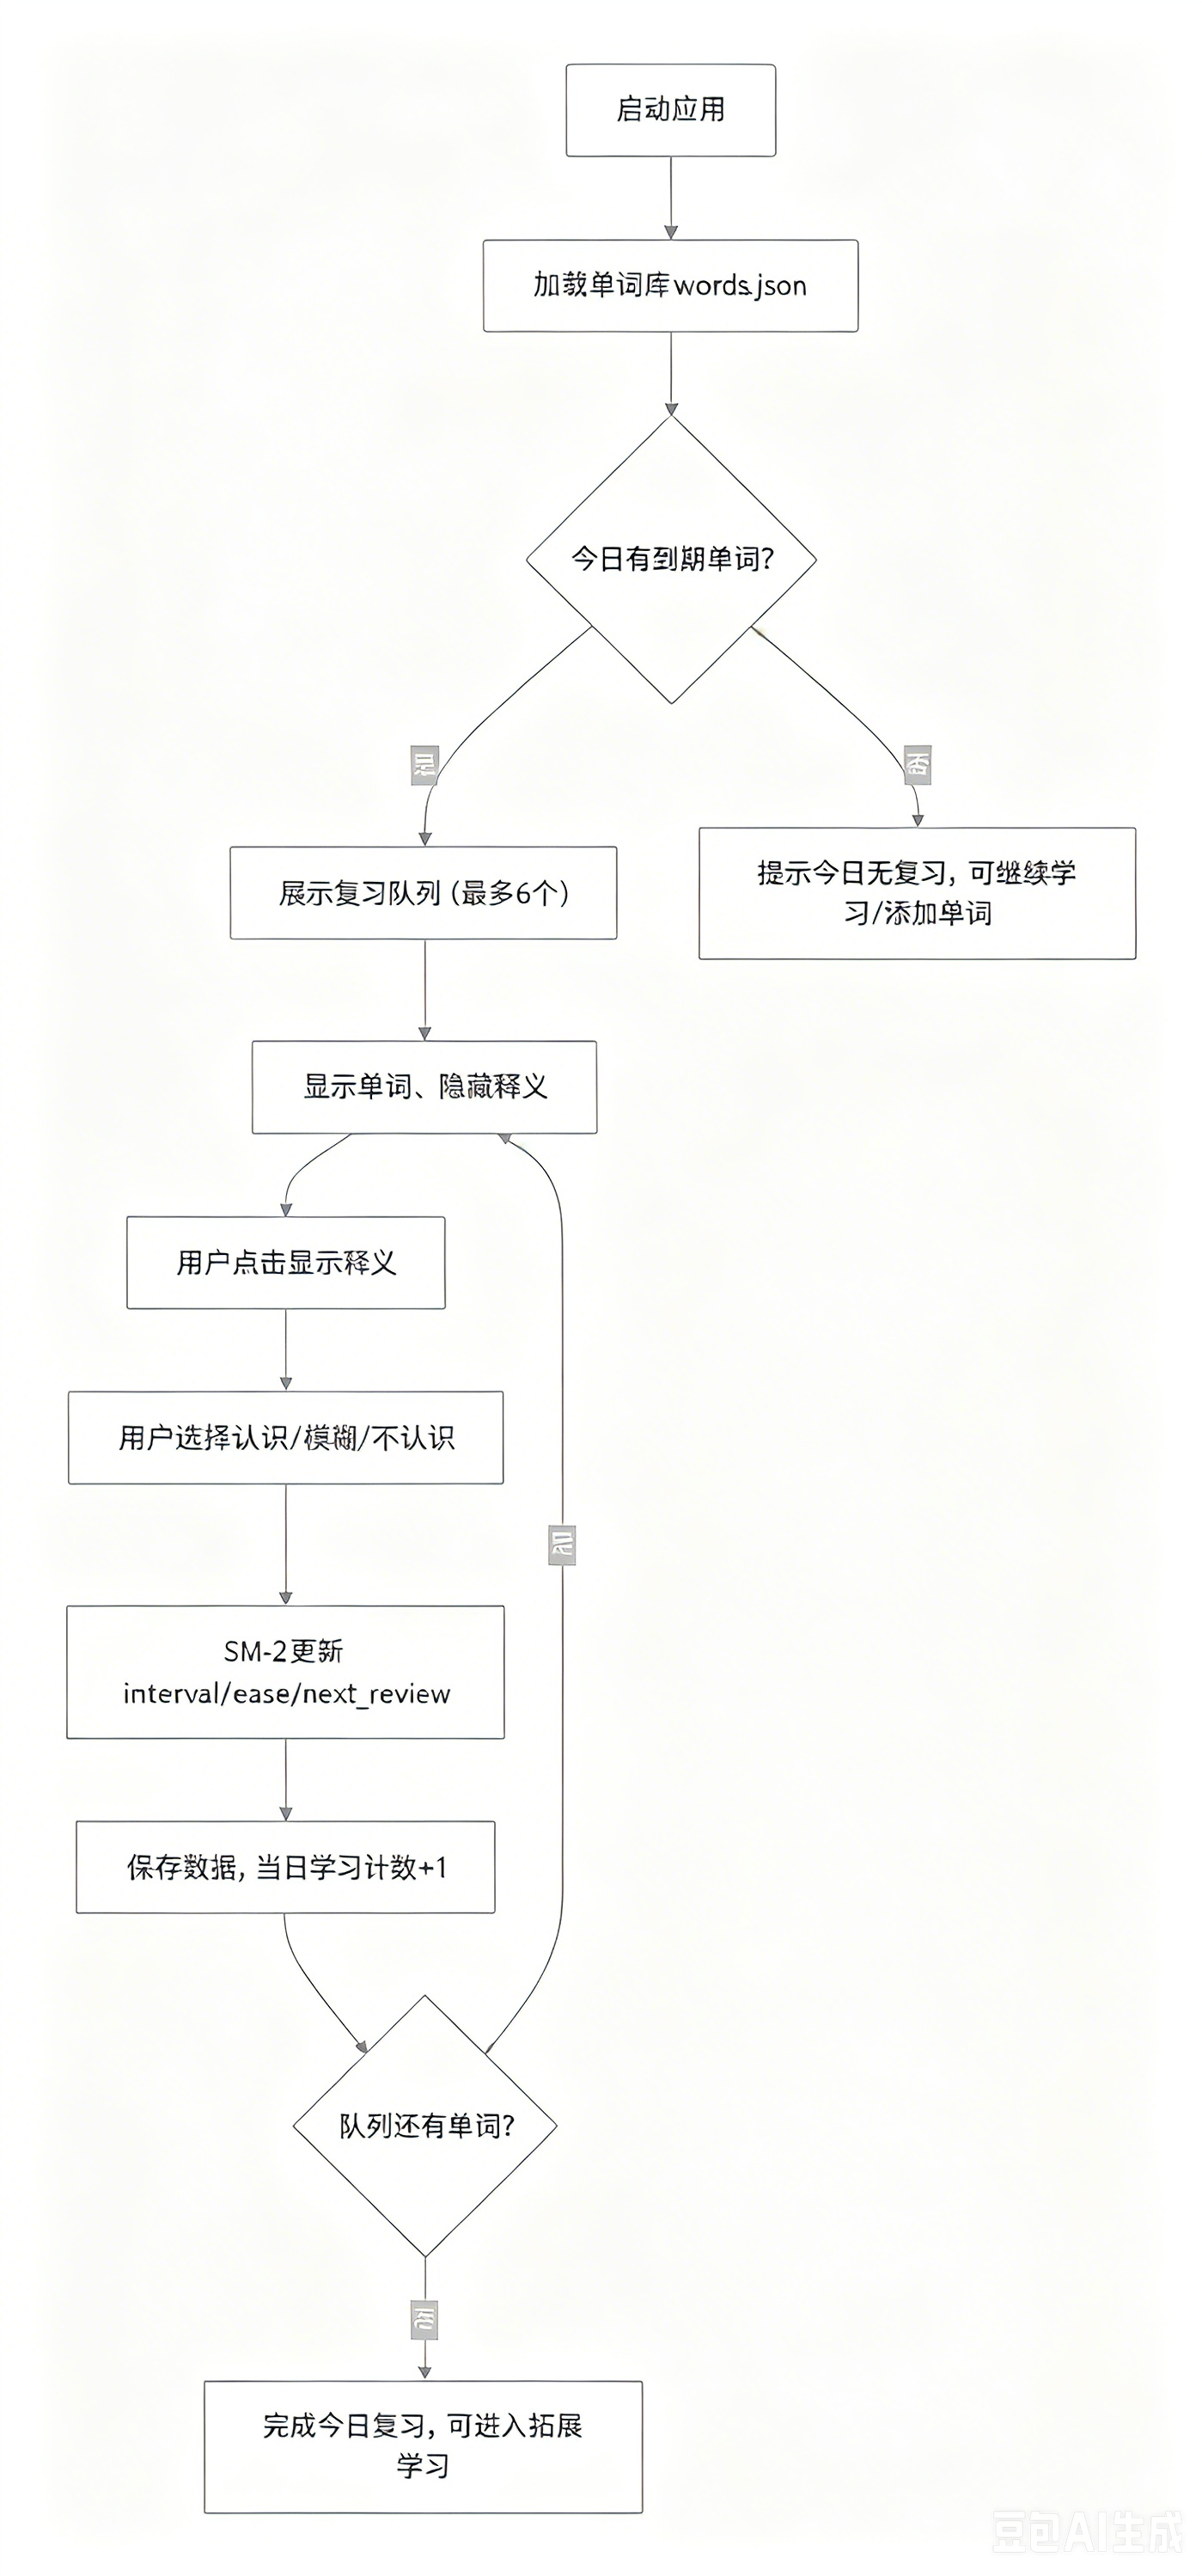 启动应用
加载单词库words.json
今日有到期单词?
展示复习队列 (最多6个)
提示今日无复习, 可继续学
习/添加单词
显示单词、隐藏释义
用户点击显示释义
用户选择认识/模糊/不认识
SM-2更新
interval/ease/next_review
保存数据, 当日学习计数+1
队列还有单词?
完成今日复习, 可进入拓展
学习
豆包AI生成